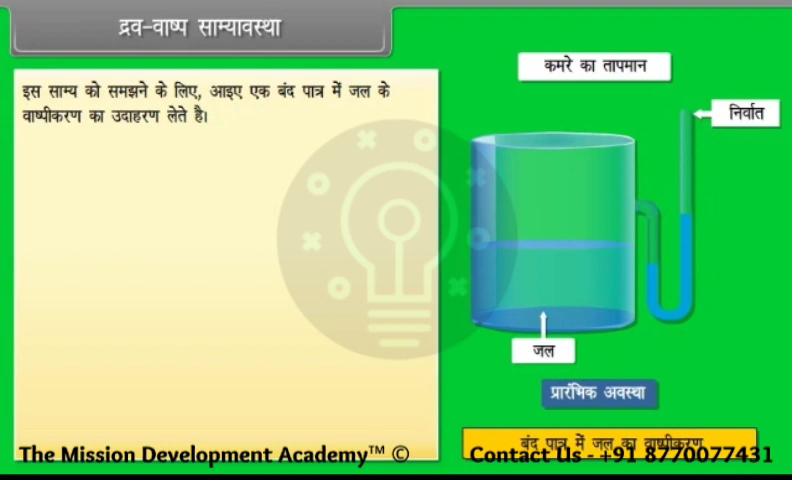 द्रव-वाष्प साम्यावस्था
इस साम्य को समझने के लिए, आइए एक बंद पात्र में जल के
वाष्पीकरण का उदाहरण लेते है।
कमरे का तापमान
निर्वात
जल
प्रारंभिक अवस्था
बंद पात्र में जल का वाष्पीकरण
The Mission Development Academy™ ©
Contact Us - +91 8770077431